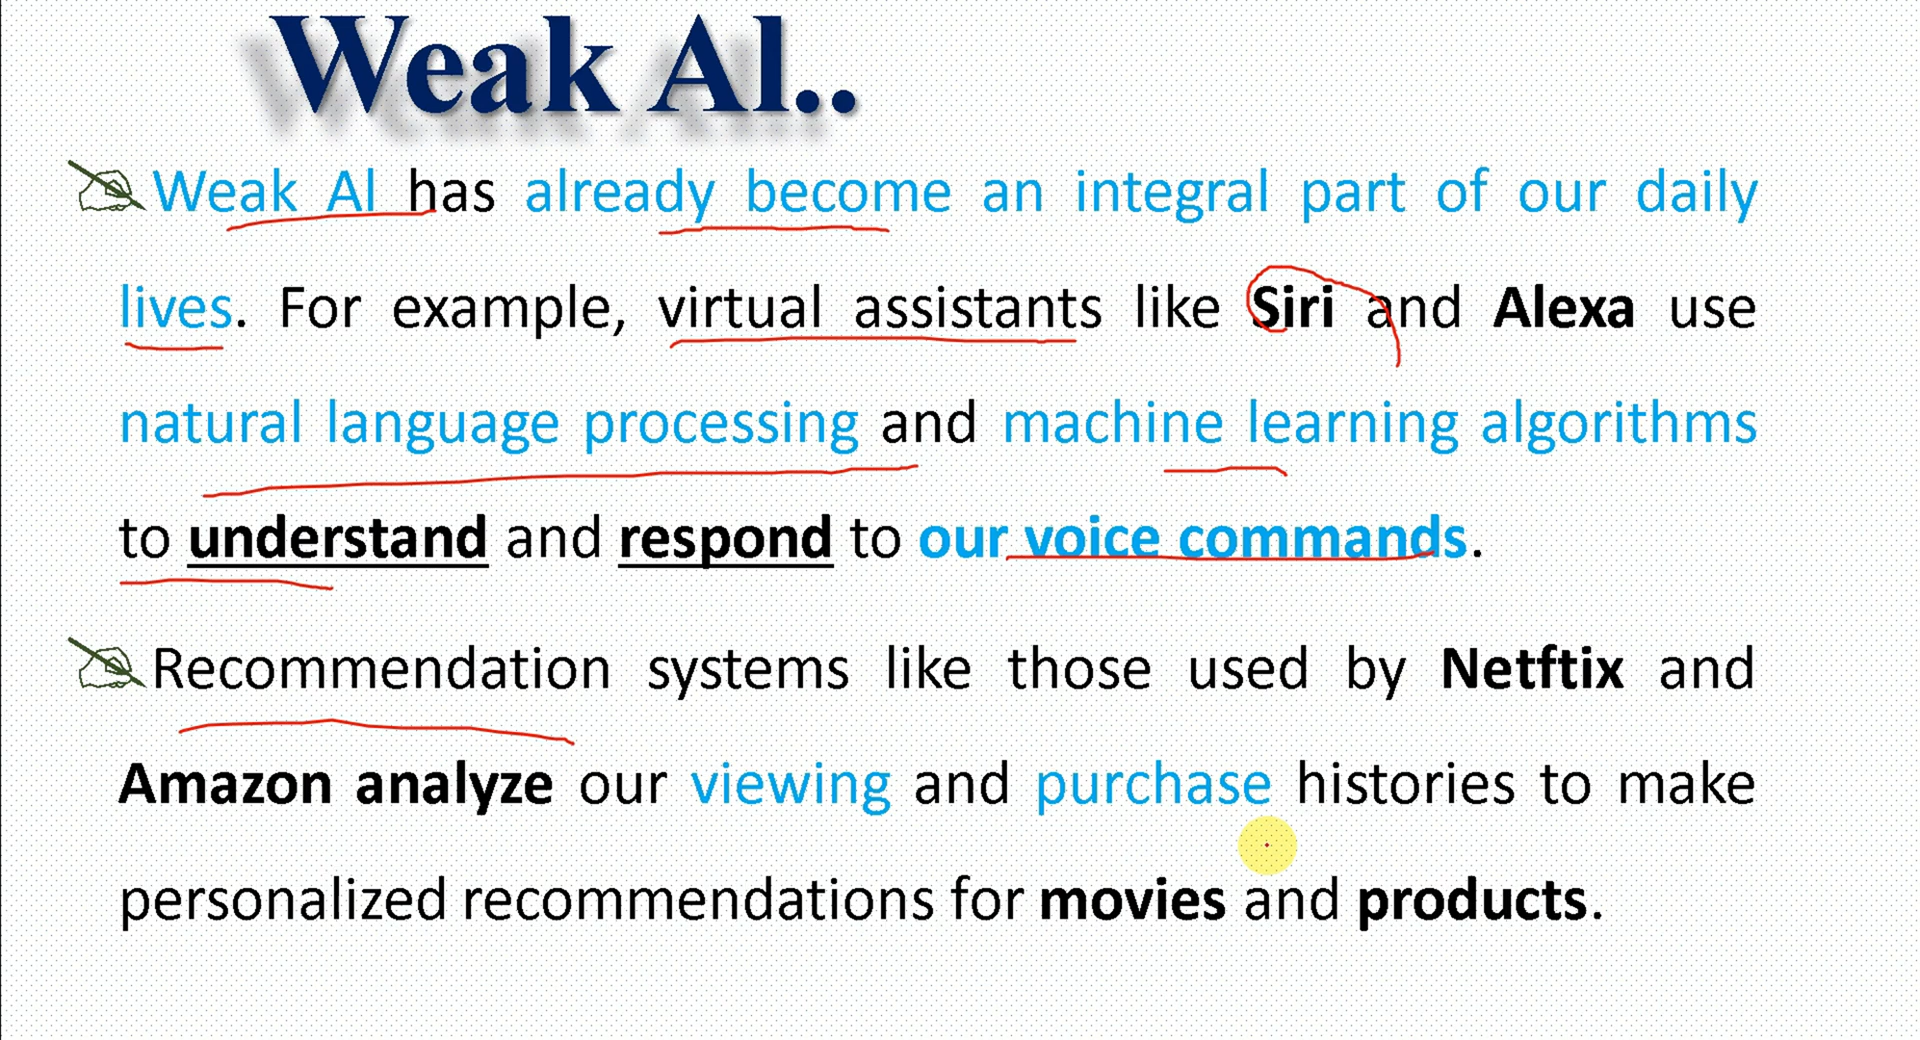 Weak Al..
Weak Al has already become an integral part of our daily
lives. For example, virtual assistants like Siri and Alexa use
natural language processing and machine learning algorithms
to understand and respond to our voice commands.
Recommendation systems like those used by Netftix and
Amazon analyze our viewing and purchase histories to make
personalized recommendations for movies and products.